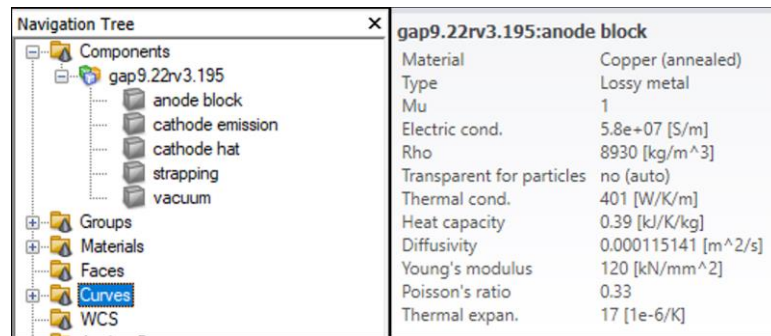 Navigation Tree X
Components
gap9.22rv3.195
anode block
cathode emission
cathode hat
strapping
vacuum
Groups
Materials
Faces
Curves
WCS
gap9.22rv3.195:anode block
Material Copper (annealed)
Type Lossy metal
Mu 1
Electric cond. 5.8e+07 [S/m]
Rho 8930 [kg/m^3]
Transparent for particles no (auto)
Thermal cond. 401 [W/K/m]
Heat capacity 0.39 [kJ/K/kg]
Diffusivity 0.000115141 [m^2/s]
Young's modulus 120 [kN/mm^2]
Poisson's ratio 0.33
Thermal expan. 17 [1e-6/K]